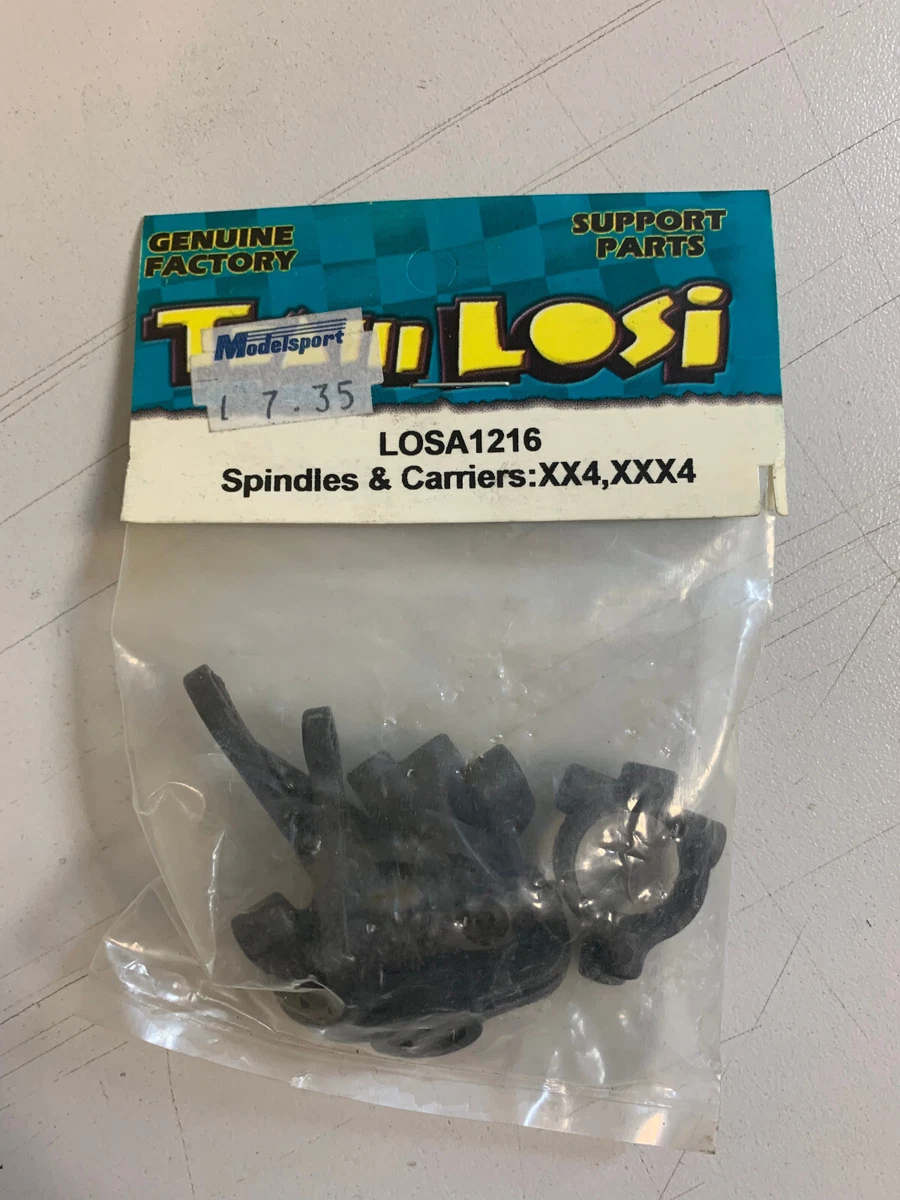 GENUINE
FACTORY
SUPPORT
PARTS
LOSI
Modelsport
7.35
LOSA1216
Spindles & Carriers:XX4,XXX4